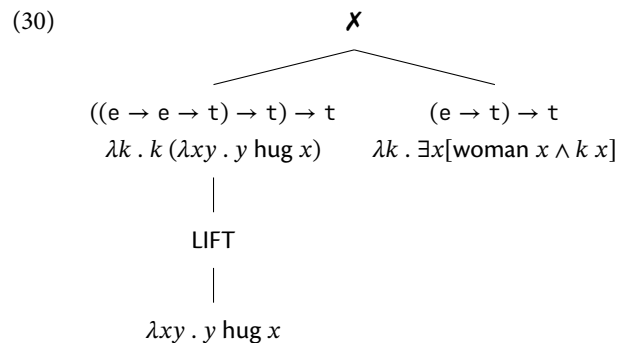 (30)
✗
((e → e → t) → t) → t (e → t) → t
λk . k (λxy . y hug x) λk . ∃x[woman x ∧ k x]
LIFT
λxy . y hug x